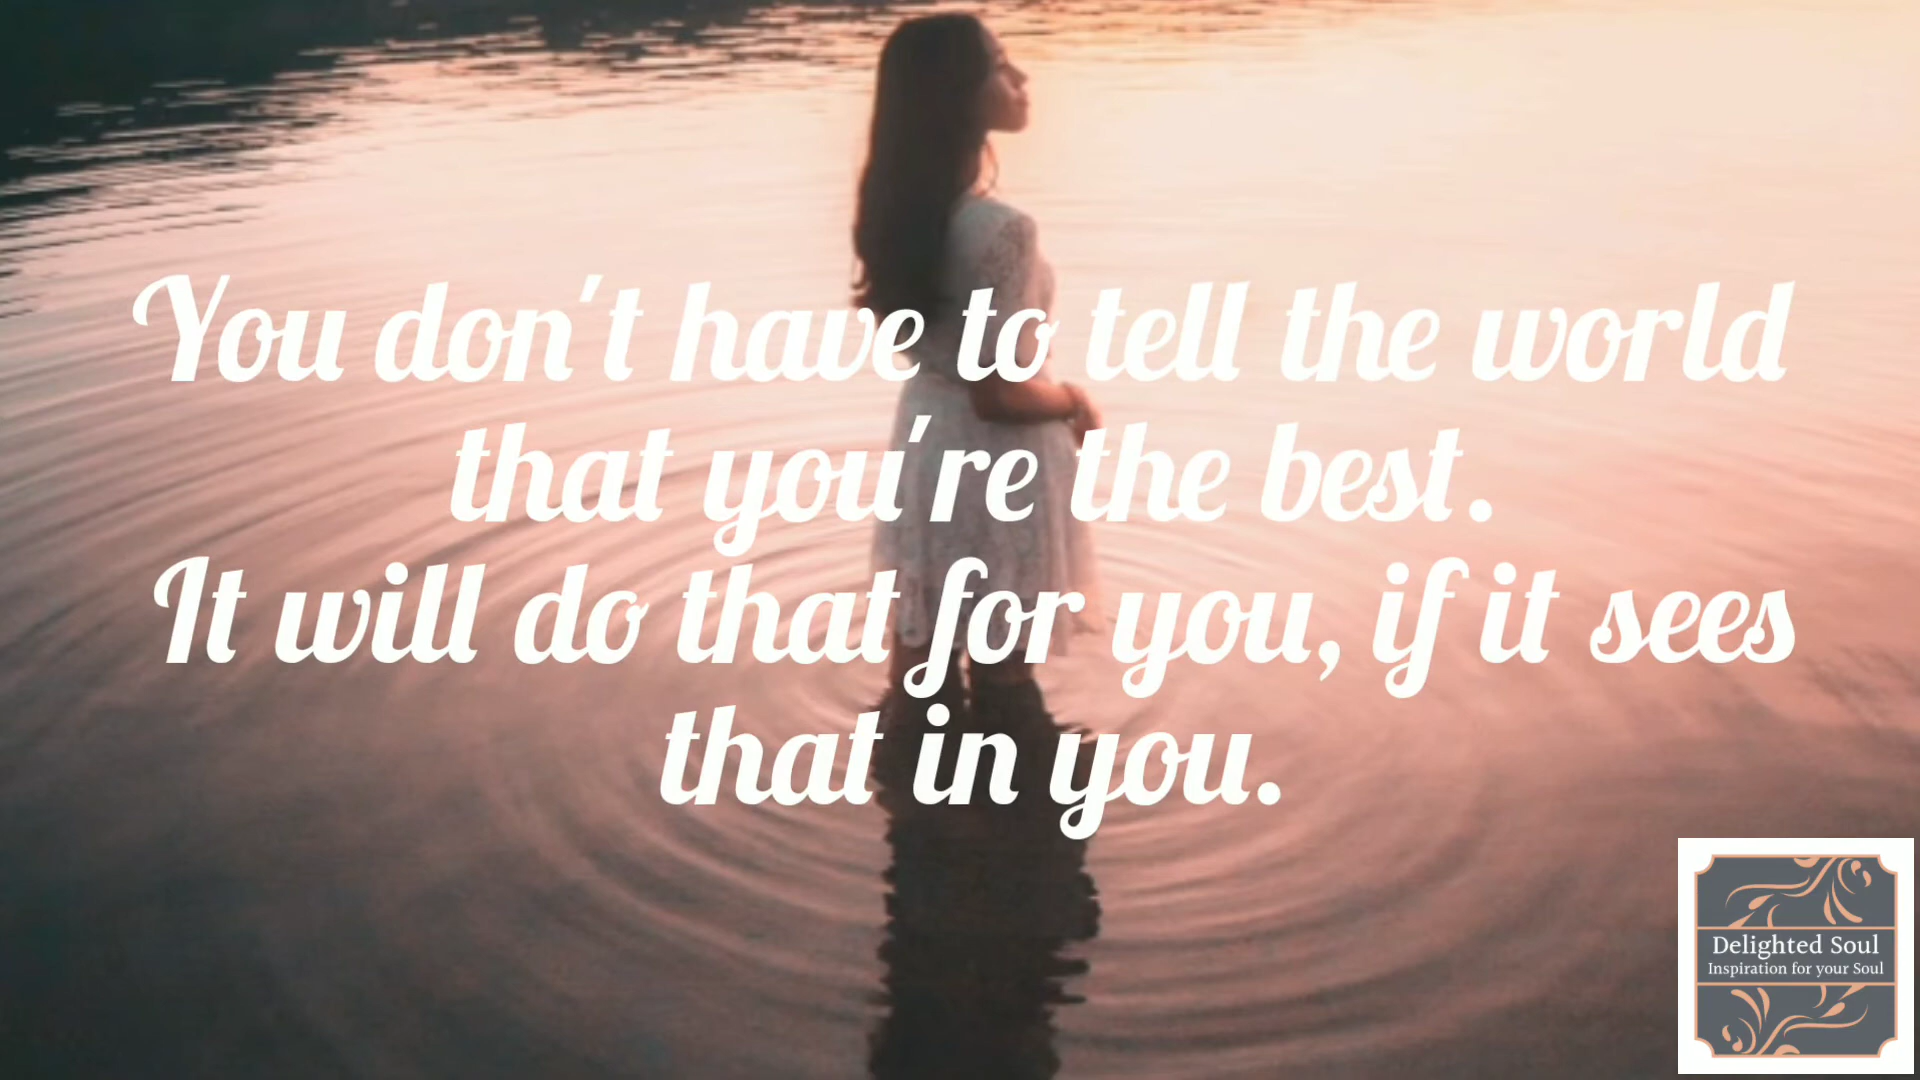 You don't have to tell the world
that you're the best.
It will do that for you, if it sees
that in you.
Delighted Soul
Inspiration for your Soul